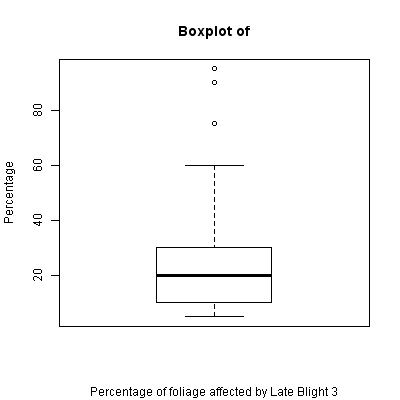 Boxplot of
Percentage
80
60
40
20
Percentage of foliage affected by Late Blight 3